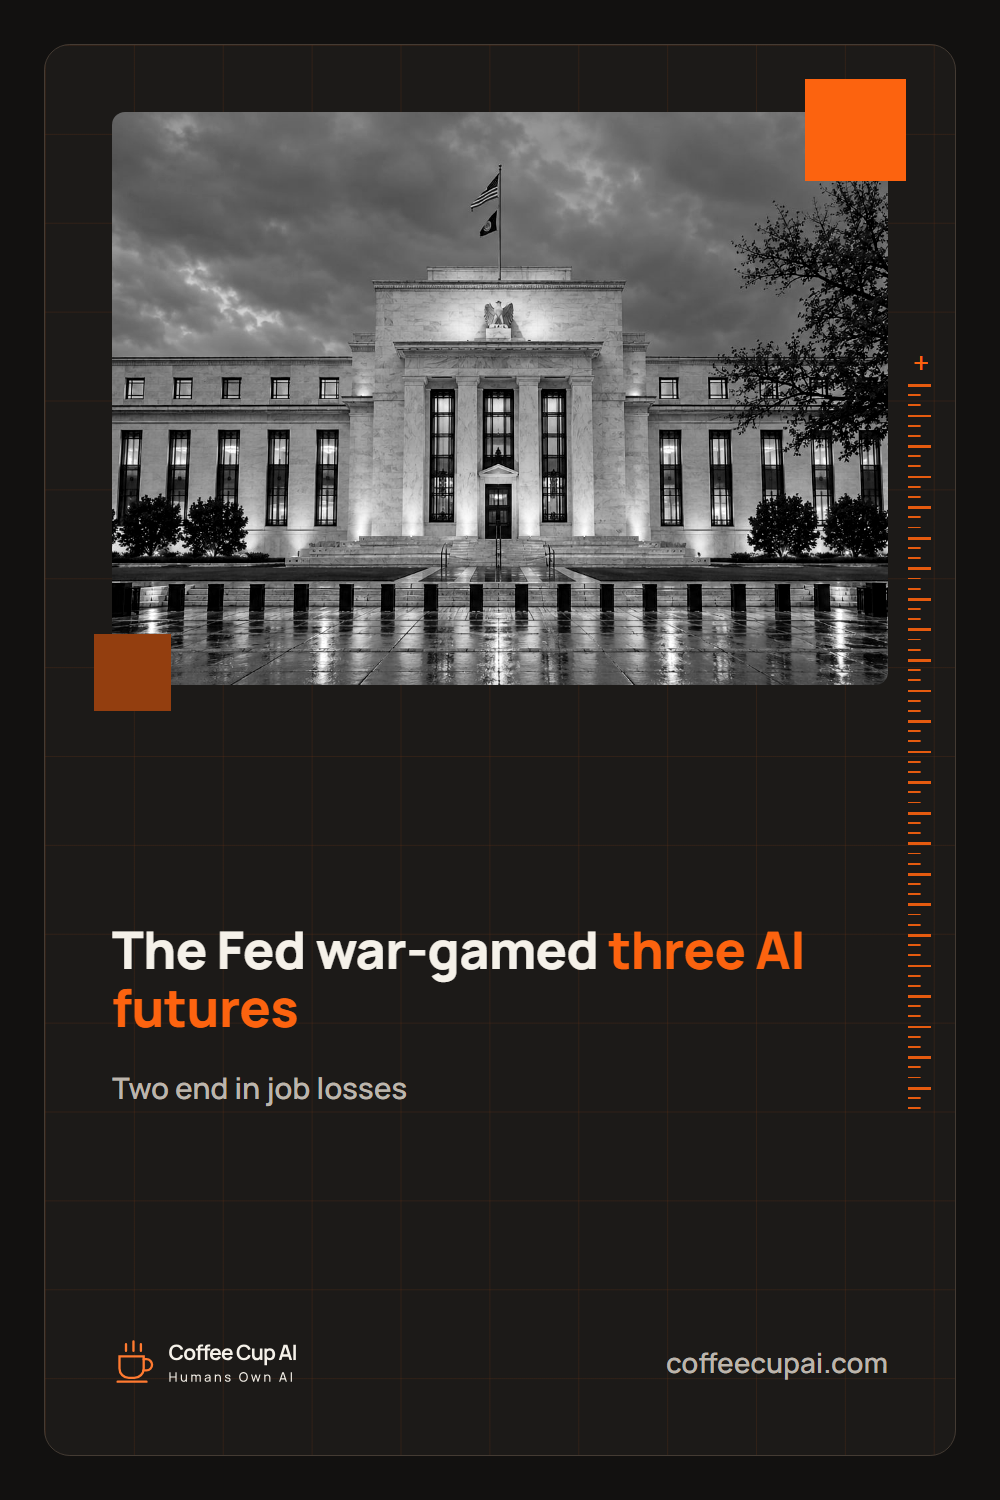 The Fed war-gamed three AI
futures
Two end in job losses
Coffee Cup AI
Humans Own AI
coffeecupai.com